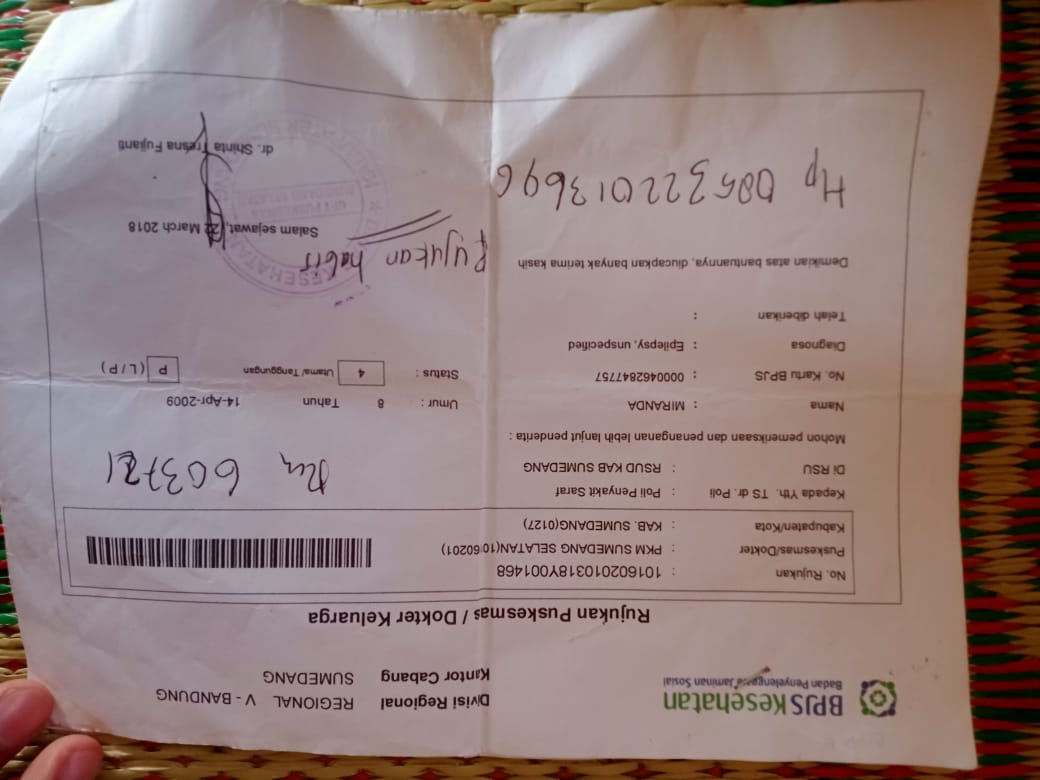 BPJS Kesehatan
Badan Penyelenggara Jaminan Sosial
Divisi Regional REGIONAL V - BANDUNG
Kantor Cabang SUMEDANG
Rujukan Puskesmas / Dokter Keluarga
No. Rujukan : 101602010318Y001468
Puskesmas/Dokter : PKM SUMEDANG SELATAN(10160201)
Kabupaten/Kota : KAB. SUMEDANG(0127)
Kepada Yth. TS dr. Poli : Poli Penyakit Saraf
Di RSU : RSUD KAB SUMEDANG
Mohon pemeriksaan dan penanganan lebih lanjut penderita :
Nama : MIRANDA
Umur : 8 Tahun 14-Apr-2009
No. Kartu BPJS : 0000462847757
Status : 4 Utama/ Tanggungan P ( L / P )
Diagnosa : Epilepsy, unspecified
Telah diberikan :
Demikian atas bantuannya, diucapkan banyak terima kasih
Rujukan habis
Salam sejawat, 22 March 2018
Hp 085322013696
dr. Shinta Tresna Fujianti